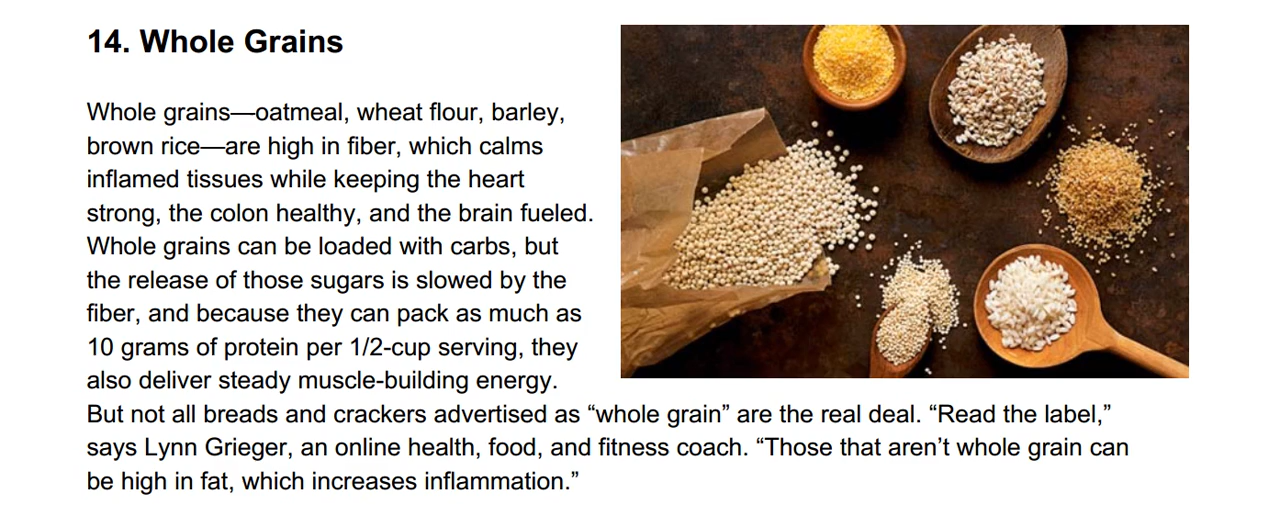 14. Whole Grains
Whole grains—oatmeal, wheat flour, barley,
brown rice—are high in fiber, which calms
inflamed tissues while keeping the heart
strong, the colon healthy, and the brain fueled.
Whole grains can be loaded with carbs, but
the release of those sugars is slowed by the
fiber, and because they can pack as much as
10 grams of protein per 1/2-cup serving, they
also deliver steady muscle-building energy.
But not all breads and crackers advertised as “whole grain” are the real deal. “Read the label,”
says Lynn Grieger, an online health, food, and fitness coach. “Those that aren’t whole grain can
be high in fat, which increases inflammation.”